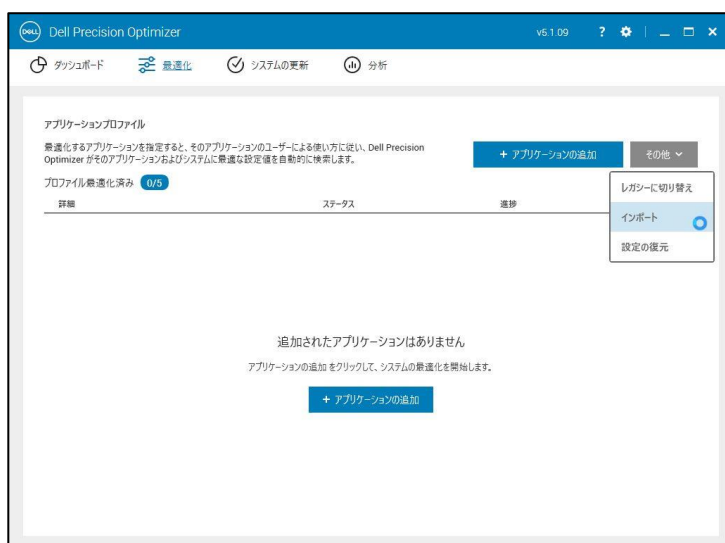 DELL Dell Precision Optimizer v5.1.09 ?
ダッシュボード 最適化 システムの更新 分析
アプリケーションプロファイル
最適化するアプリケーションを指定すると、そのアプリケーションのユーザーによる使い方に従い、Dell Precision
Optimizer がそのアプリケーションおよびシステムに最適な設定値を自動的に検索します。
+ アプリケーションの追加 その他
プロファイル最適化済み 0/5
レガシーに切り替え
詳細 ステータス 進捗
インポート
設定の復元
追加されたアプリケーションはありません
アプリケーションの追加 をクリックして、システムの最適化を開始します。
+ アプリケーションの追加